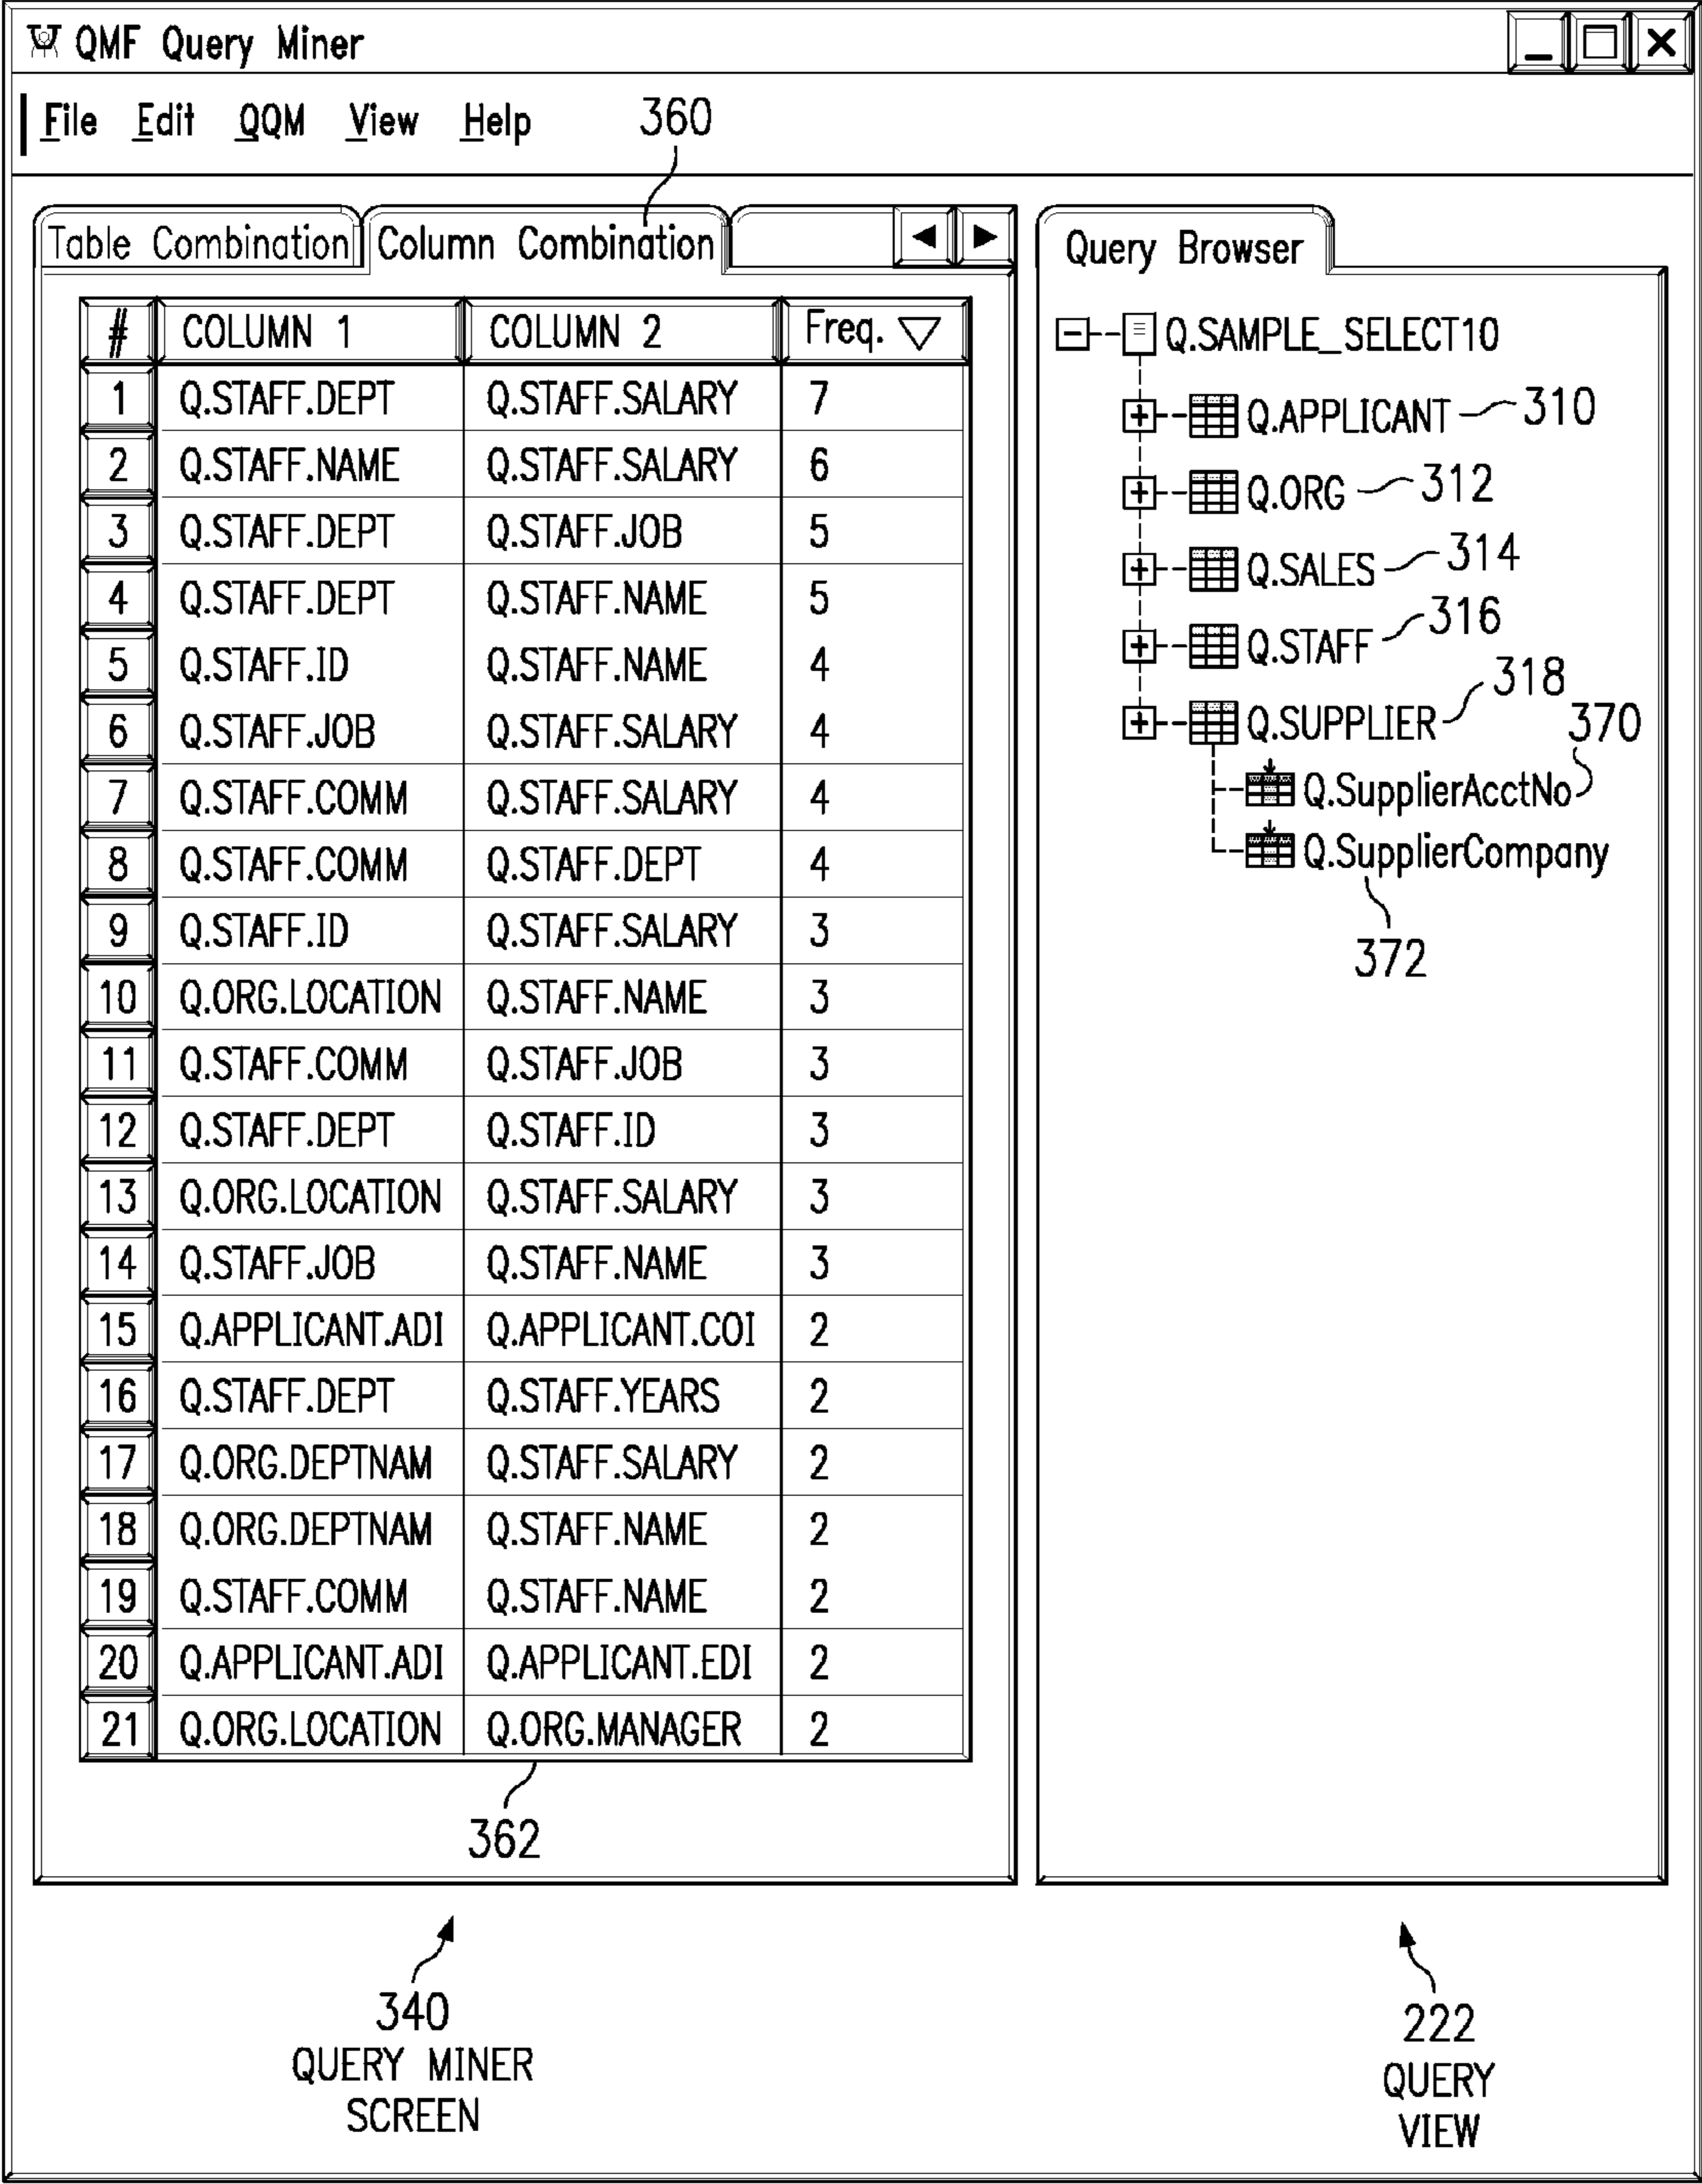 QMF Query Miner
File Edit QQM View Help
360
Table Combination Column Combination
# COLUMN 1 COLUMN 2 Freq.
1 Q.STAFF.DEPT Q.STAFF.SALARY 7
2 Q.STAFF.NAME Q.STAFF.SALARY 6
3 Q.STAFF.DEPT Q.STAFF.JOB 5
4 Q.STAFF.DEPT Q.STAFF.NAME 5
5 Q.STAFF.ID Q.STAFF.NAME 4
6 Q.STAFF.JOB Q.STAFF.SALARY 4
7 Q.STAFF.COMM Q.STAFF.SALARY 4
8 Q.STAFF.COMM Q.STAFF.DEPT 4
9 Q.STAFF.ID Q.STAFF.SALARY 3
10 Q.ORG.LOCATION Q.STAFF.NAME 3
11 Q.STAFF.COMM Q.STAFF.JOB 3
12 Q.STAFF.DEPT Q.STAFF.ID 3
13 Q.ORG.LOCATION Q.STAFF.SALARY 3
14 Q.STAFF.JOB Q.STAFF.NAME 3
15 Q.APPLICANT.ADI Q.APPLICANT.COI 2
16 Q.STAFF.DEPT Q.STAFF.YEARS 2
17 Q.ORG.DEPTNAM Q.STAFF.SALARY 2
18 Q.ORG.DEPTNAM Q.STAFF.NAME 2
19 Q.STAFF.COMM Q.STAFF.NAME 2
20 Q.APPLICANT.ADI Q.APPLICANT.EDI 2
21 Q.ORG.LOCATION Q.ORG.MANAGER 2
362
340
QUERY MINER
SCREEN
Query Browser
Q.SAMPLE_SELECT10
Q.APPLICANT 310
Q.ORG 312
Q.SALES 314
Q.STAFF 316
Q.SUPPLIER 318
370
Q.SupplierAcctNo
Q.SupplierCompany
372
222
QUERY
VIEW